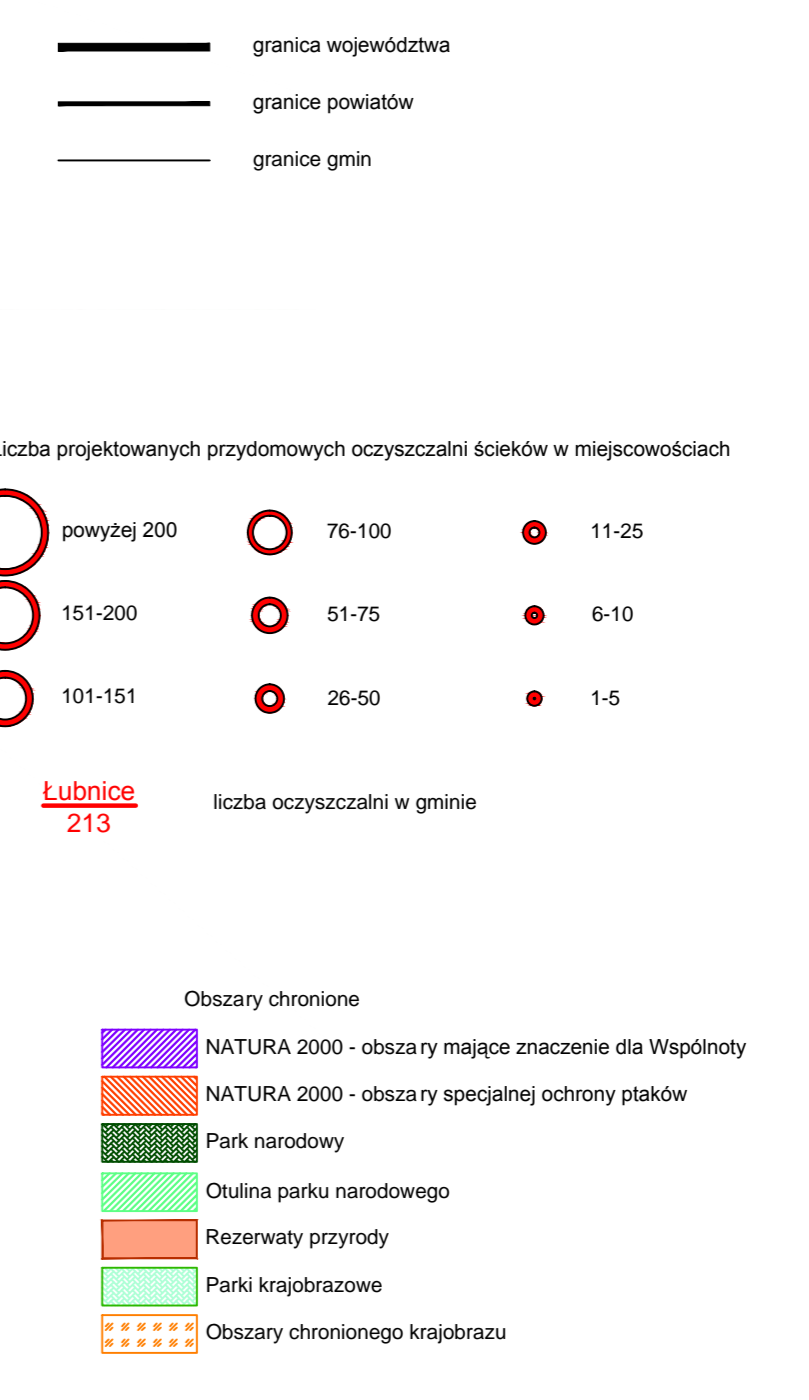 granica województwa
granice powiatów
granice gmin
iczba projektowanych przydomowych oczyszczalni ścieków w miejscowościach
powyżej 200 76-100 11-25
151-200 51-75 6-10
101-151 26-50 1-5
Łubnice
213
liczba oczyszczalni w gminie
Obszary chronione
NATURA 2000 - obszary mające znaczenie dla Wspólnoty
NATURA 2000 - obszary specjalnej ochrony ptaków
Park narodowy
Otulina parku narodowego
Rezerwaty przyrody
Parki krajobrazowe
Obszary chronionego krajobrazu